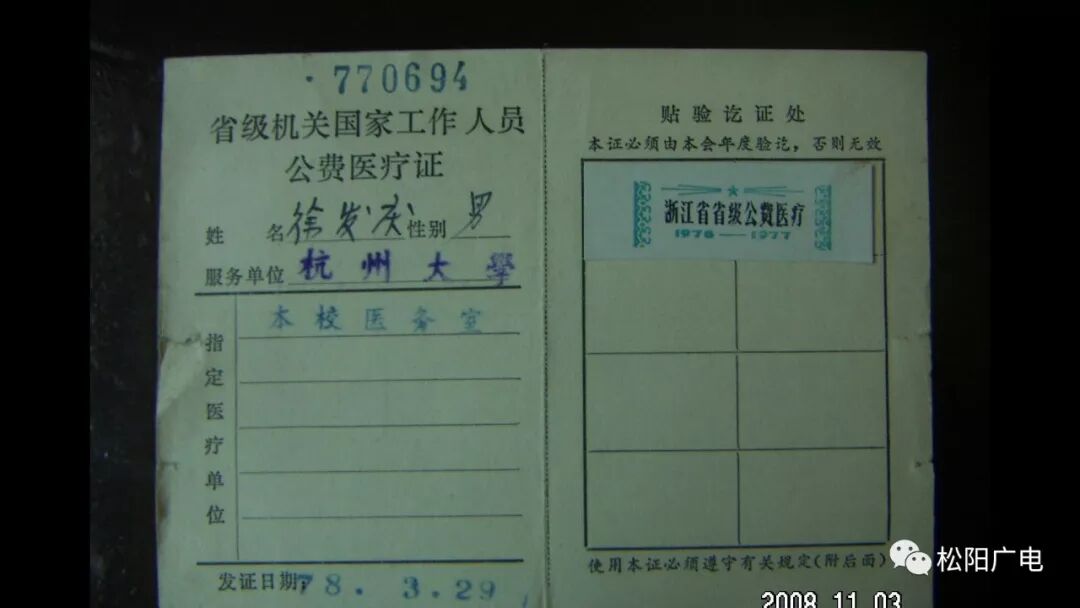 770694
省级机关国家工作人员
公费医疗证
姓 名 徐发庆 性别 男
服务单位 杭州大學
指定医疗单位
本校医务室
发证日期 78.3.29
贴验讫证处
本证必须由本会年度验讫，否则无效
浙江省省级公费医疗
1976——1977
使用本证必须遵守有关规定(附后面)
松阳广电
2008 11 03